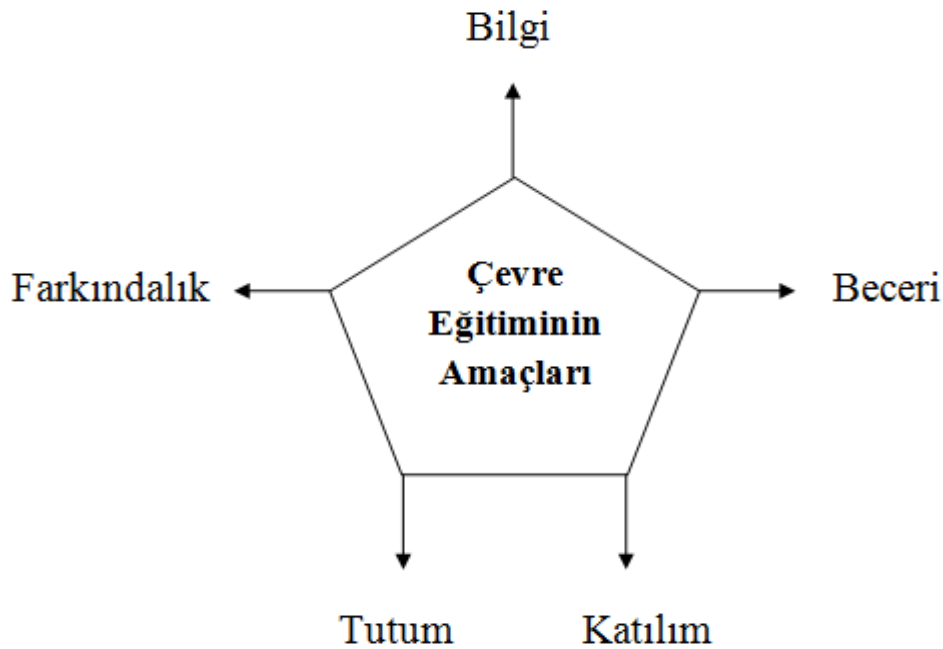 Bilgi
Farkındalık
Çevre
Eğitiminin
Amaçları
Beceri
Tutum
Katılım